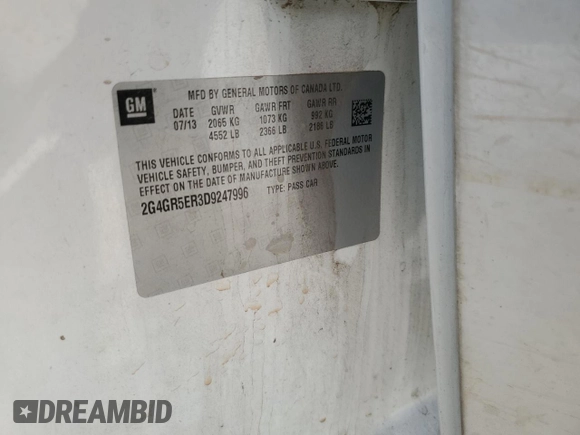 GM
MFD BY GENERAL MOTORS OF CANADA LTD.
DATE GVWR GAWR FRT GAWR RR
07/13 2065 KG 1073 KG 992 KG
4552 LB 2366 LB 2186 LB
THIS VEHICLE CONFORMS TO ALL APPLICABLE U.S. FEDERAL MOTOR
VEHICLE SAFETY, BUMPER, AND THEFT PREVENTION STANDARDS IN
EFFECT ON THE DATE OF MANUFACTURE SHOWN ABOVE.
2G4GR5ER3D9247996 TYPE: PASS CAR
DREAMBID